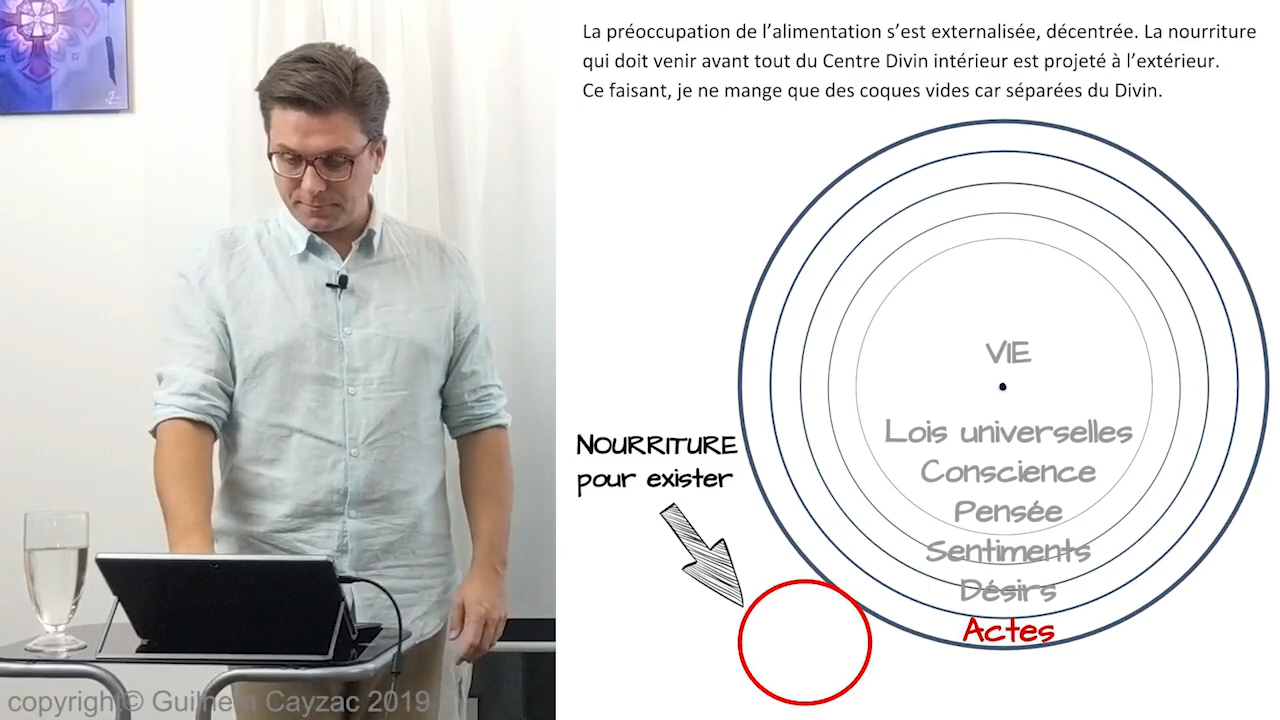 La préoccupation de l’alimentation s’est externalisée, décentrée. La nourriture
qui doit venir avant tout du Centre Divin intérieur est projeté à l’extérieur.
Ce faisant, je ne mange que des coques vides car séparées du Divin.
VIE
Lois universelles
Conscience
Pensée
Sentiments
Désirs
Actes
NOURRITURE
pour exister
copyright© Guilhem Cayzac 2019